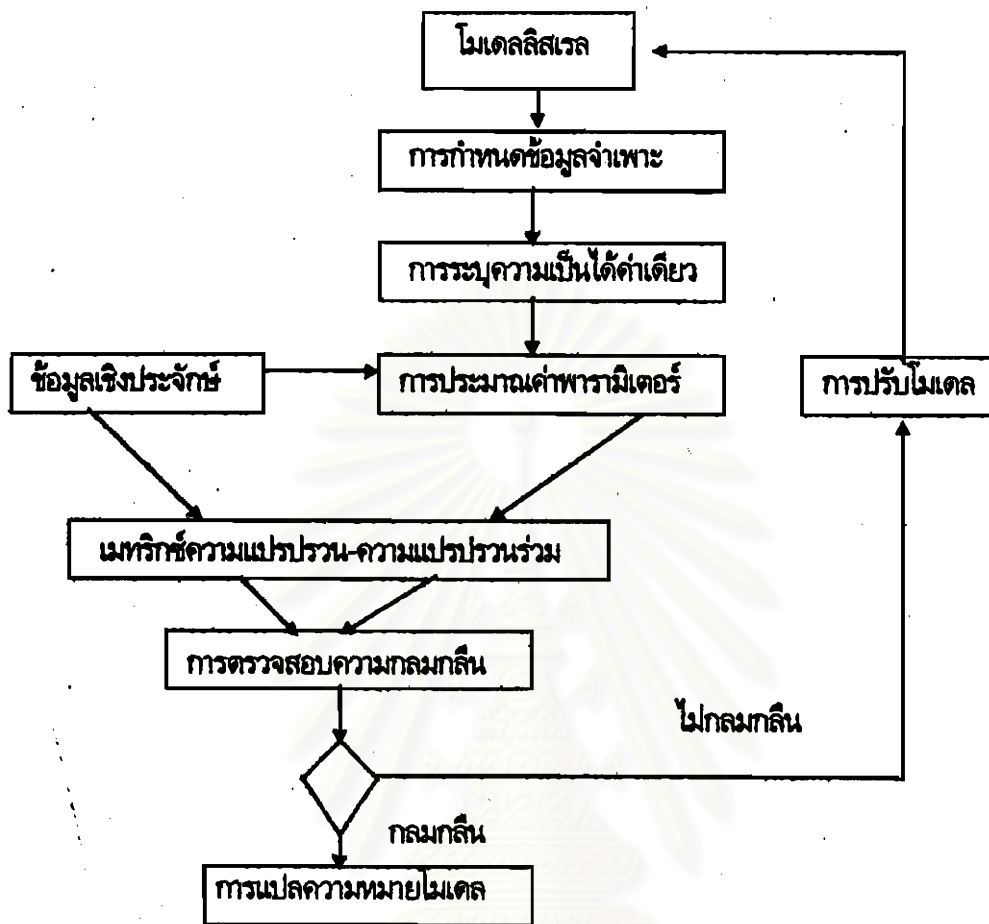 โมเดลลิสเรล
การกำหนดข้อมูลจำเพาะ
การระบุความเป็นได้ค่าเดียว
ข้อมูลเชิงประจักษ์
การประมาณค่าพารามิเตอร์
การปรับโมเดล
เมทริกซ์ความแปรปรวน-ความแปรปรวนร่วม
การตรวจสอบความกลมกลืน
ไม่กลมกลืน
กลมกลืน
การแปลความหมายโมเดล